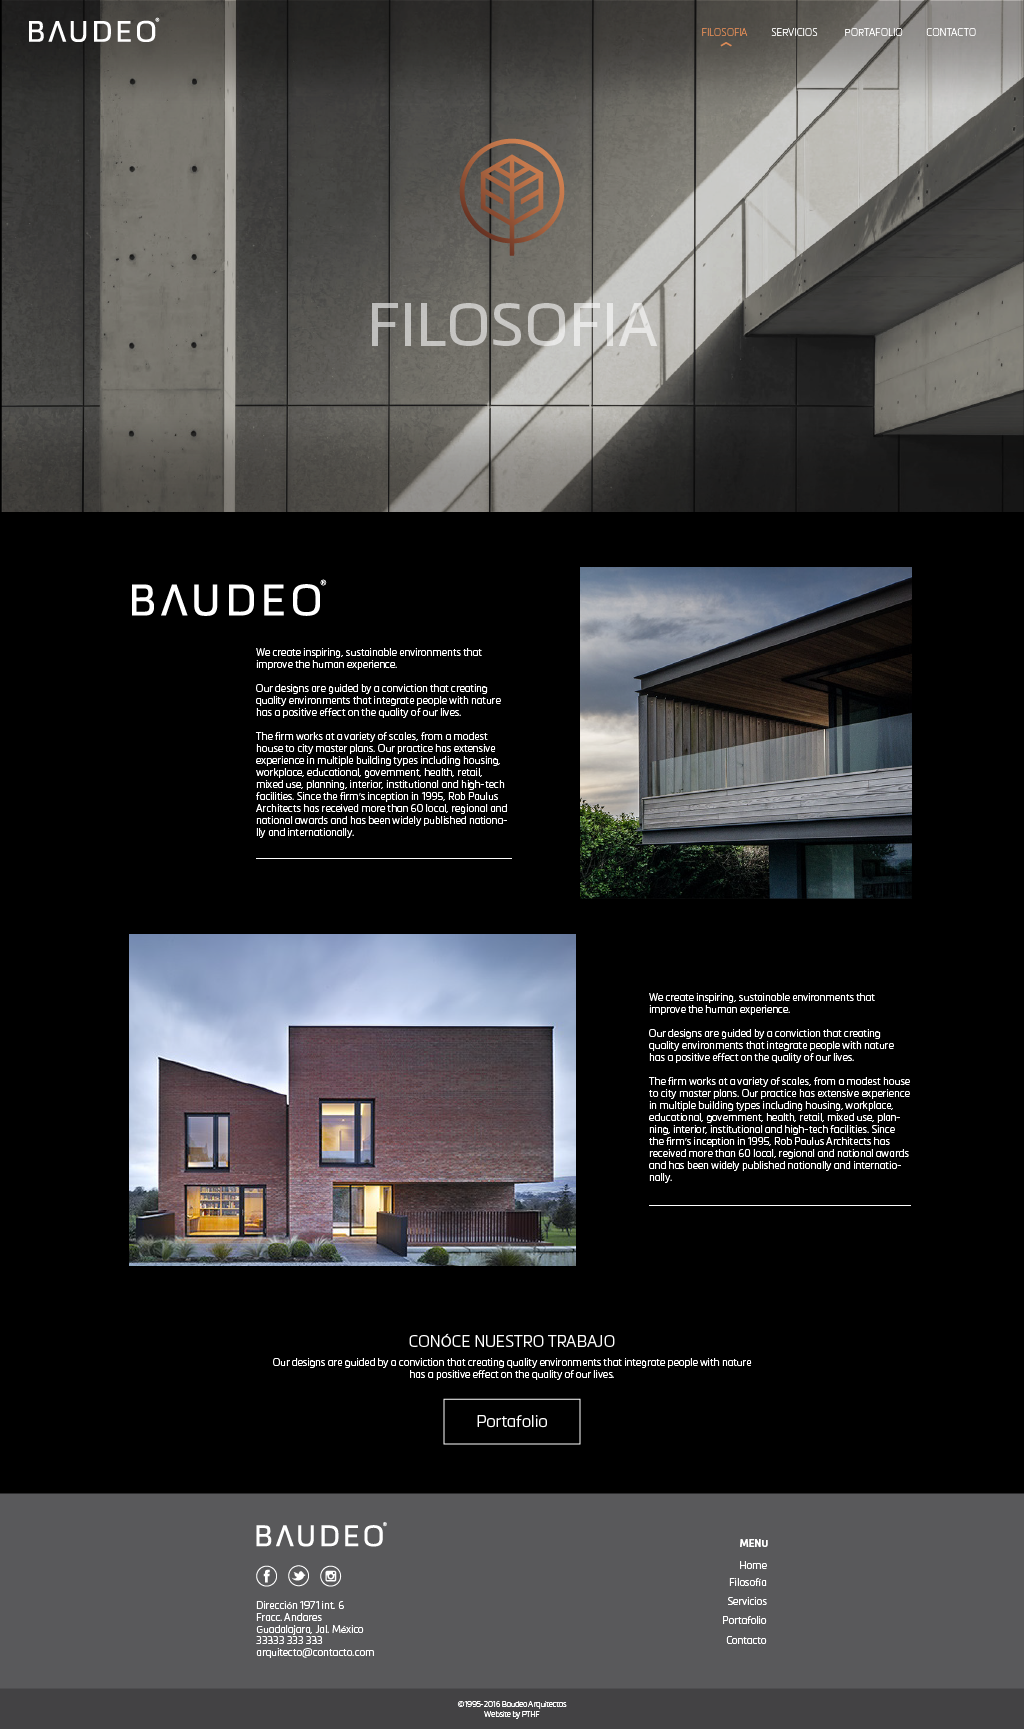 BAUDEO®
FILOSOFIA SERVICIOS PORTAFOLIO CONTACTO
FILOSOFIA
BAUDEO®
We create inspiring, sustainable environments that
improve the human experience.
Our designs are guided by a conviction that creating
quality environments that integrate people with nature
has a positive effect on the quality of our lives.
The firm works at a variety of scales, from a modest
house to city master plans. Our practice has extensive
experience in multiple building types including housing,
workplace, educational, government, health, retail,
mixed use, planning, interior, institutional and high-tech
facilities. Since the firm's inception in 1995, Rob Paulus
Architects has received more than 60 local, regional and
national awards and has been widely published nationa-
lly and internationally.
We create inspiring, sustainable environments that
improve the human experience.
Our designs are guided by a conviction that creating
quality environments that integrate people with nature
has a positive effect on the quality of our lives.
The firm works at a variety of scales, from a modest house
to city master plans. Our practice has extensive experience
in multiple building types including housing, workplace,
educational, government, health, retail, mixed use, plan-
ning, interior, institutional and high-tech facilities. Since
the firm's inception in 1995, Rob Paulus Architects has
received more than 60 local, regional and national awards
and has been widely published nationally and internatio-
nally.
CONÓCE NUESTRO TRABAJO
Our designs are guided by a conviction that creating quality environments that integrate people with nature
has a positive effect on the quality of our lives.
Portafolio
BAUDEO®
Dirección 1971 int. 6
Fracc. Andares
Guadalajara, Jal. México
33333 333 333
arquitecto@contacto.com
MENU
Home
Filosofía
Servicios
Portafolio
Contacto
©1995-2016 Baudeo Arquitectos
Website by PTHF